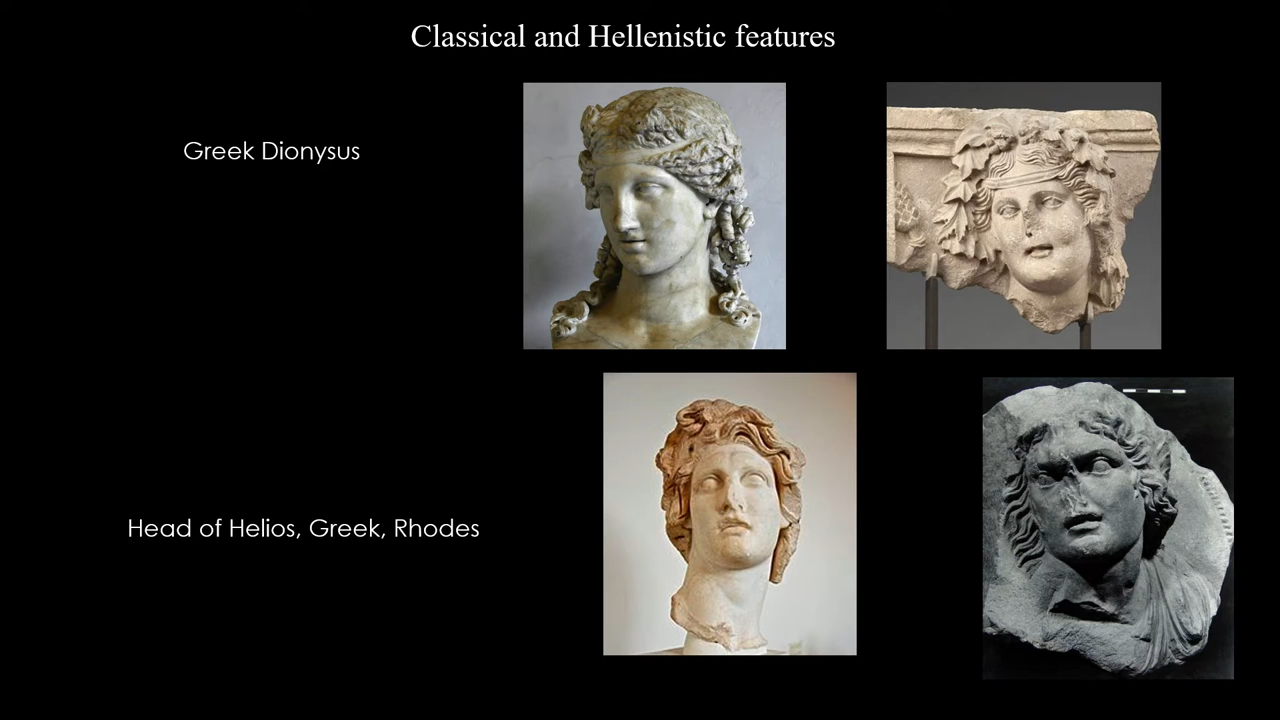 Classical and Hellenistic features
Greek Dionysus
Head of Helios, Greek, Rhodes